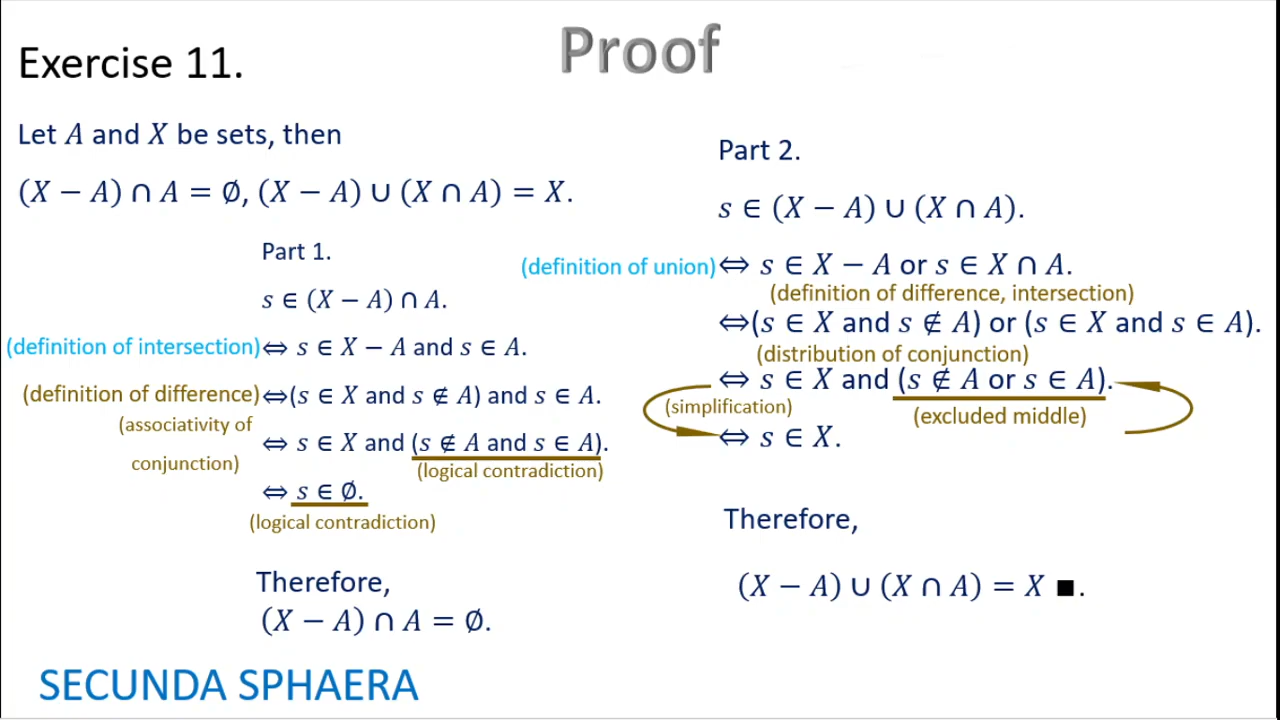 Proof
Exercise 11.
Let A and X be sets, then
(X − A) ∩ A = ∅, (X − A) ∪ (X ∩ A) = X.
Part 1.
s ∈ (X − A) ∩ A.
(definition of intersection) ⇔ s ∈ X − A and s ∈ A.
(definition of difference) ⇔(s ∈ X and s ∉ A) and s ∈ A.
(associativity of
conjunction)
⇔ s ∈ X and (s ∉ A and s ∈ A).
(logical contradiction)
⇔ s ∈ ∅.
(logical contradiction)
Therefore,
(X − A) ∩ A = ∅.
Part 2.
s ∈ (X − A) ∪ (X ∩ A).
(definition of union) ⇔ s ∈ X − A or s ∈ X ∩ A.
(definition of difference, intersection)
⇔(s ∈ X and s ∉ A) or (s ∈ X and s ∈ A).
(distribution of conjunction)
⇔ s ∈ X and (s ∉ A or s ∈ A).
(simplification)
(excluded middle)
⇔ s ∈ X.
Therefore,
(X − A) ∪ (X ∩ A) = X ■.
SECUNDA SPHAERA